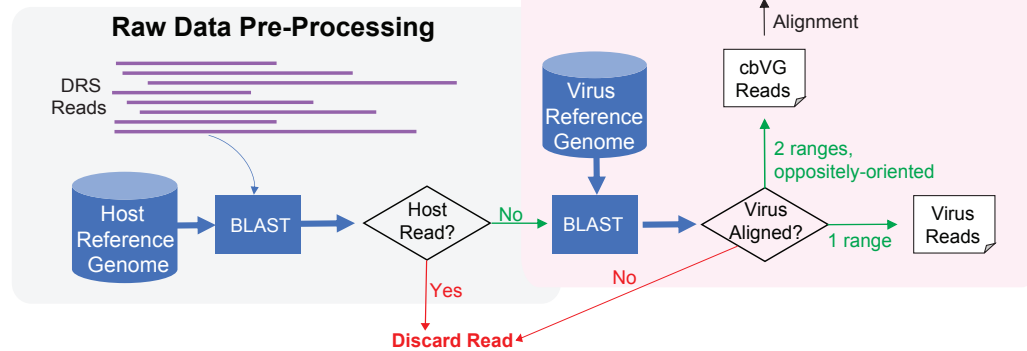 Raw Data Pre-Processing
DRS
Reads
Host
Reference
Genome
BLAST
Host
Read?
No
Yes
Discard Read
Virus
Reference
Genome
BLAST
Virus
Aligned?
No
1 range
Virus
Reads
2 ranges,
oppositely-oriented
cbVG
Reads
Alignment